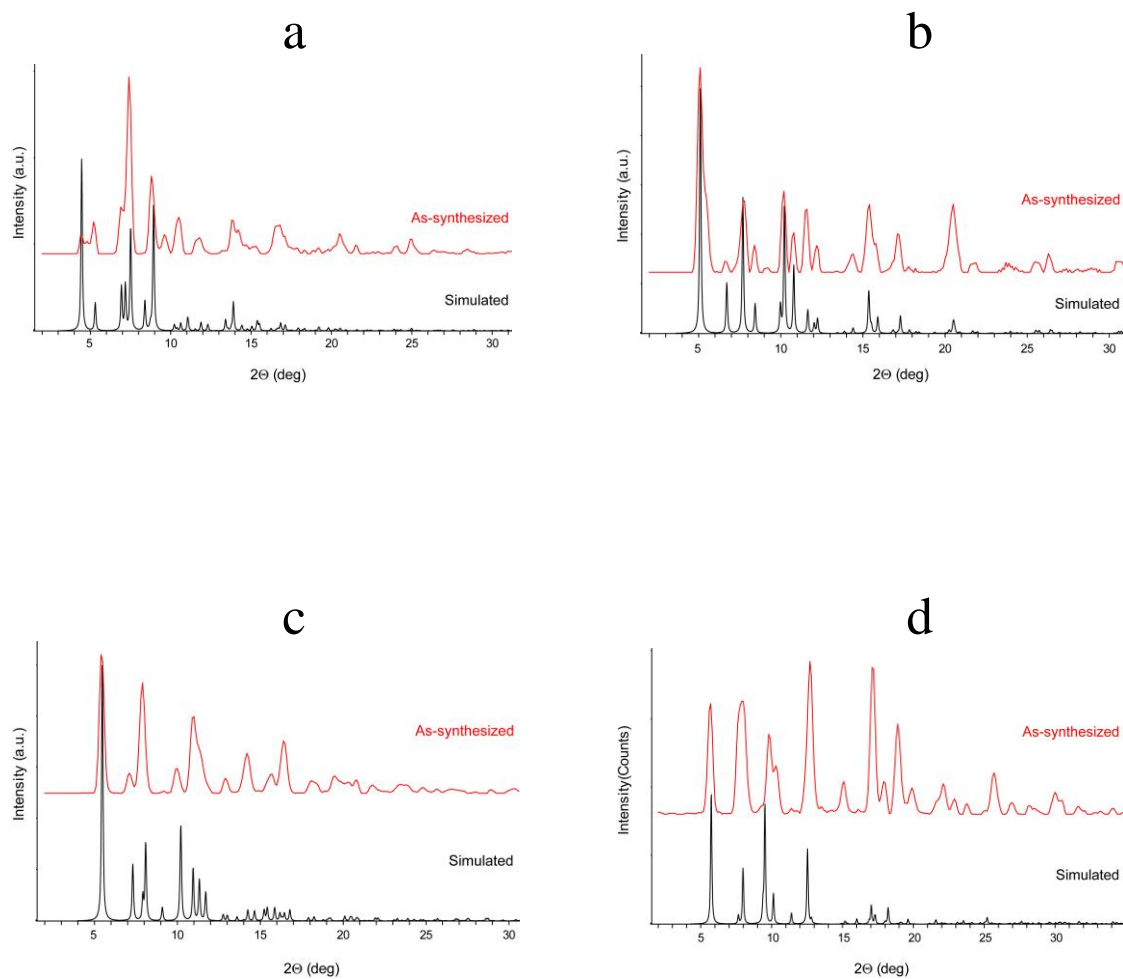 a
Intensity (a.u.)
As-synthesized
Simulated
5 10 15 20 25 30
2Θ (deg)
b
Intensity (a.u.)
As-synthesized
Simulated
5 10 15 20 25 30
2Θ (deg)
c
Intensity (a.u.)
As-synthesized
Simulated
5 10 15 20 25 30
2Θ (deg)
d
Intensity(Counts)
As-synthesized
Simulated
5 10 15 20 25 30
2Θ (deg)